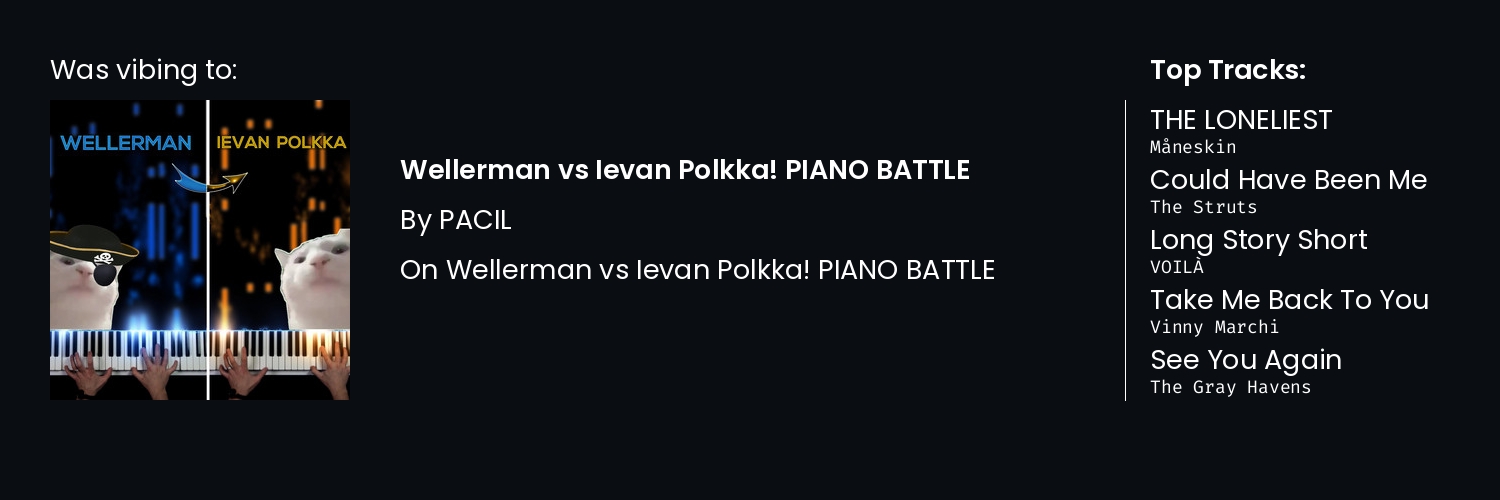 Was vibing to:
WELLERMAN
IEVAN POLKKA
Wellerman vs Ievan Polkka! PIANO BATTLE
By PACIL
On Wellerman vs Ievan Polkka! PIANO BATTLE
Top Tracks:
THE LONELIEST
Måneskin
Could Have Been Me
The Struts
Long Story Short
VOILÀ
Take Me Back To You
Vinny Marchi
See You Again
The Gray Havens